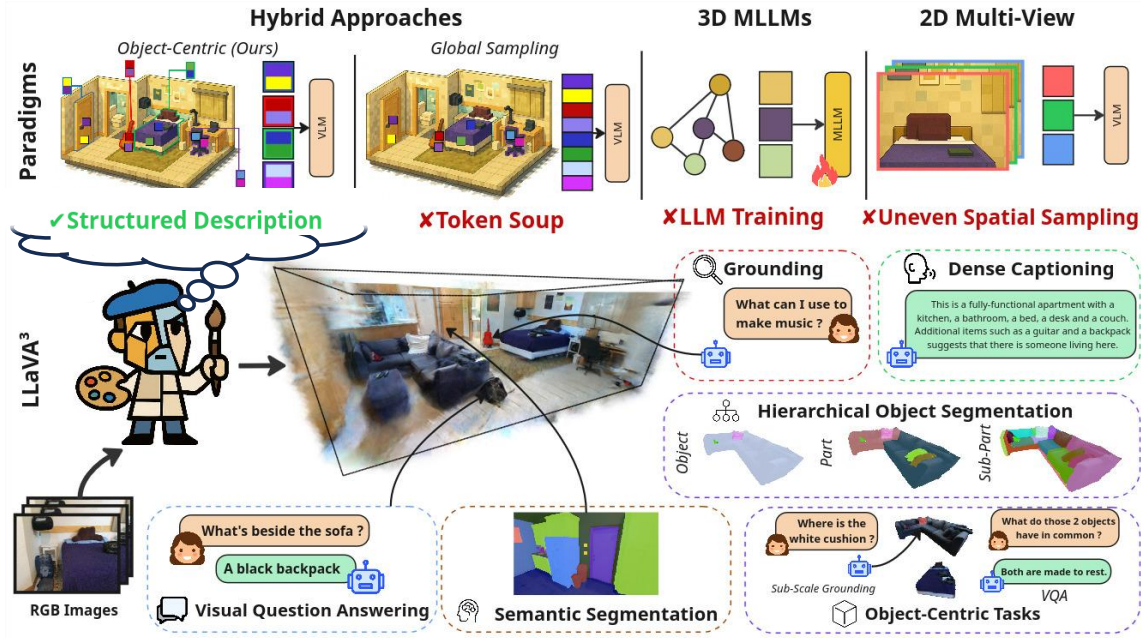 Hybrid Approaches
3D MLLMs
2D Multi-View
Paradigms
Object-Centric (Ours)
Global Sampling
VLM
VLM
MLLM
VLM
✔Structured Description
✘Token Soup
✘LLM Training
✘Uneven Spatial Sampling
LLaVA³
Grounding
What can I use to
make music ?
Dense Captioning
This is a fully-functional apartment with a
kitchen, a bathroom, a bed, a desk and a couch.
Additional items such as a guitar and a backpack
suggests that there is someone living here.
Hierarchical Object Segmentation
Object
Part
Sub-Part
RGB Images
What's beside the sofa ?
A black backpack
Visual Question Answering
Semantic Segmentation
Where is the
white cushion ?
Sub-Scale Grounding
What do those 2 objects
have in common ?
Both are made to rest.
VQA
Object-Centric Tasks